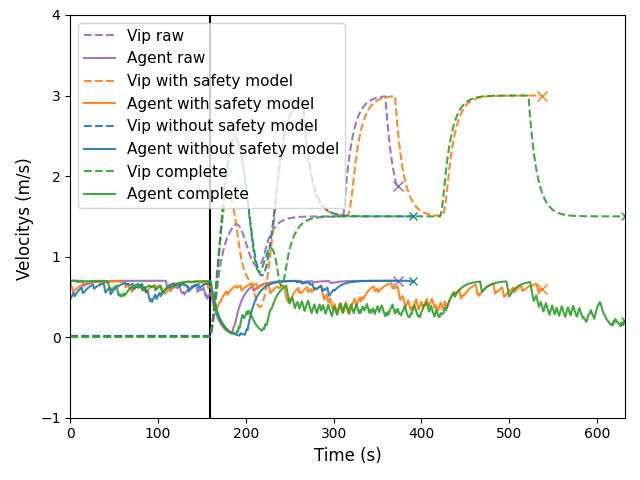 4
3
2
1
0
−1
Velocitys (m/s)
Vip raw
Agent raw
Vip with safety model
Agent with safety model
Vip without safety model
Agent without safety model
Vip complete
Agent complete
0 100 200 300 400 500 600
Time (s)